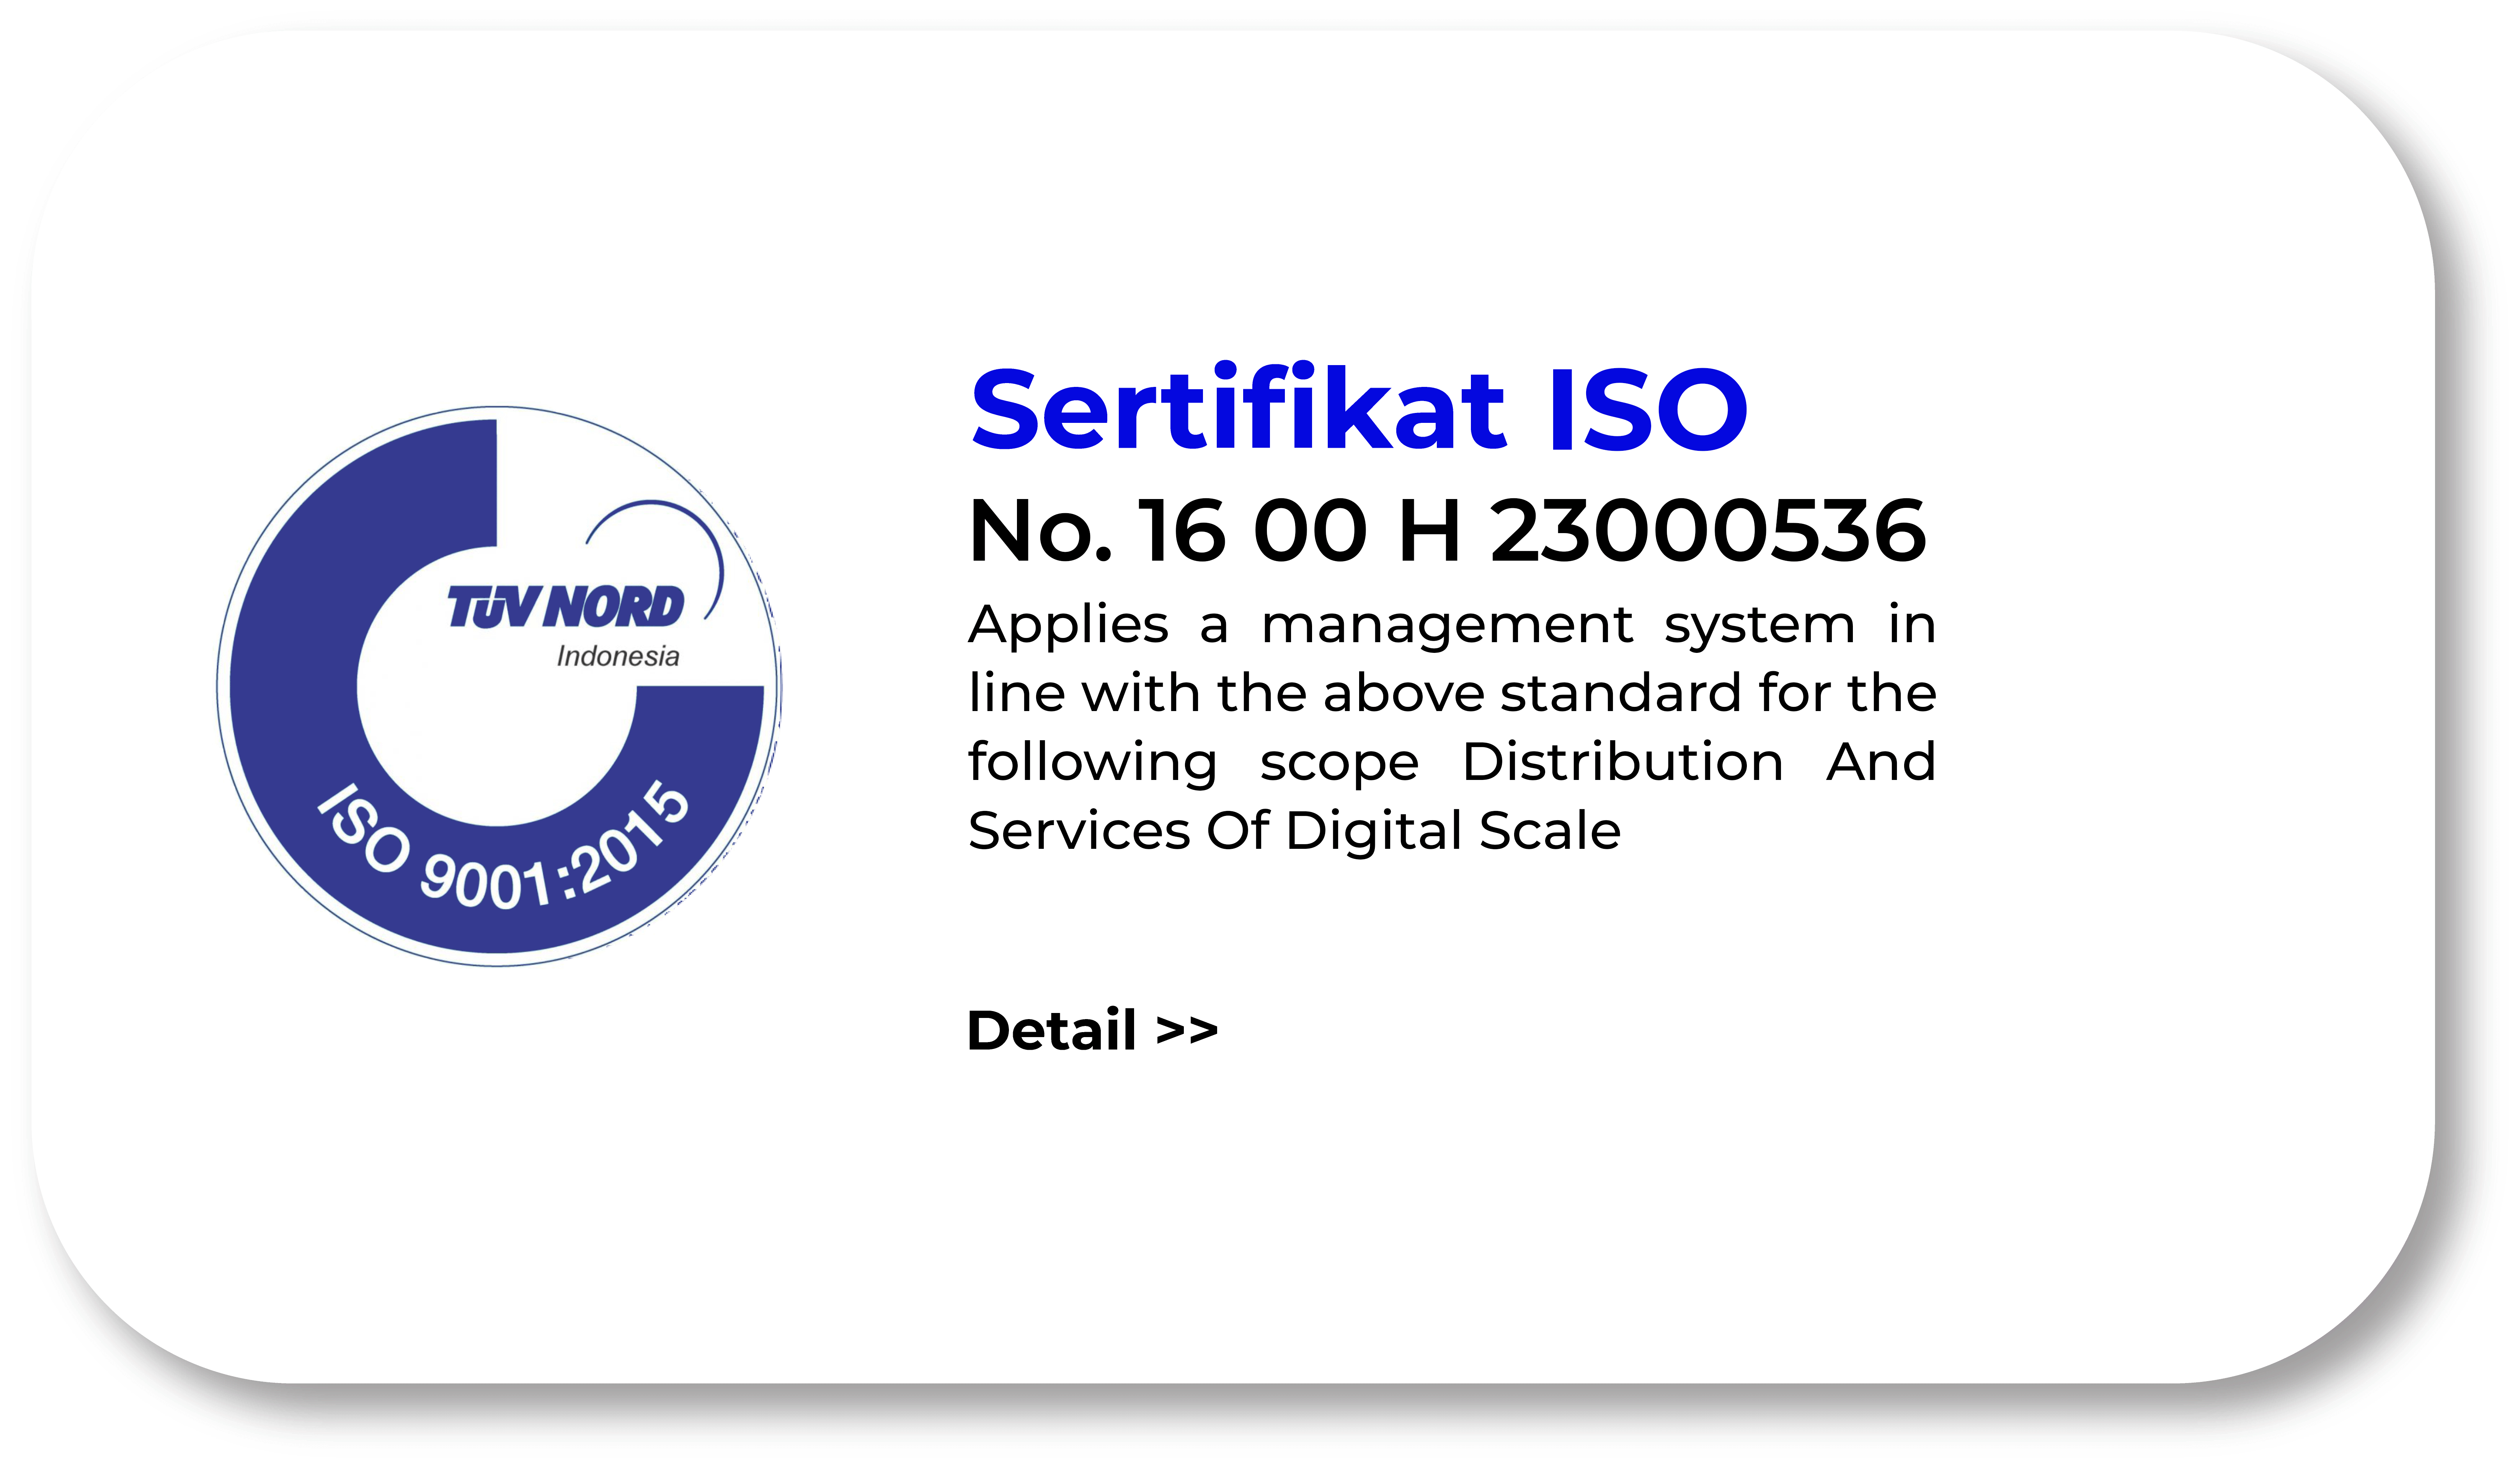 Sertifikat ISO
No. 16 00 H 23000536
Applies a management system in
line with the above standard for the
following scope Distribution And
Services Of Digital Scale
Detail >>
TÜV NORD
Indonesia
ISO 9001:2015